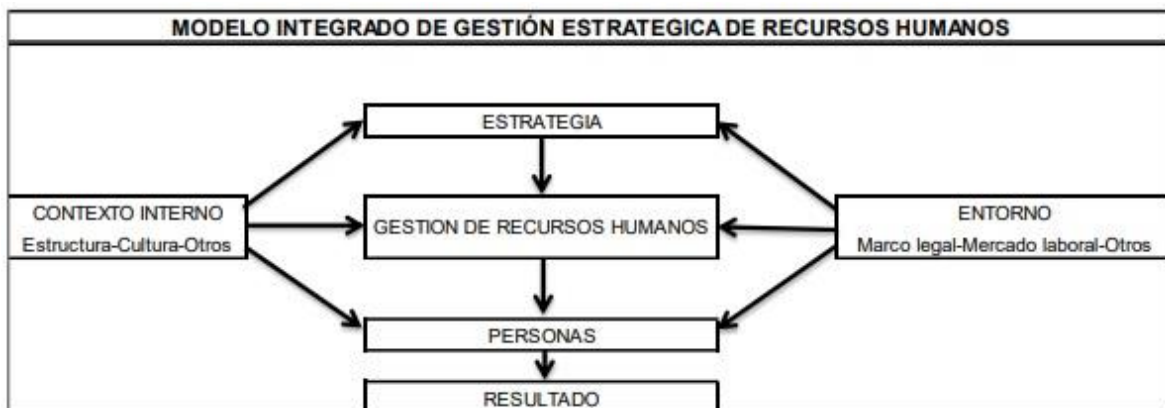 MODELO INTEGRADO DE GESTIÓN ESTRATEGICA DE RECURSOS HUMANOS
ESTRATEGIA
CONTEXTO INTERNO
Estructura-Cultura-Otros
GESTION DE RECURSOS HUMANOS
ENTORNO
Marco legal-Mercado laboral-Otros
PERSONAS
RESULTADO